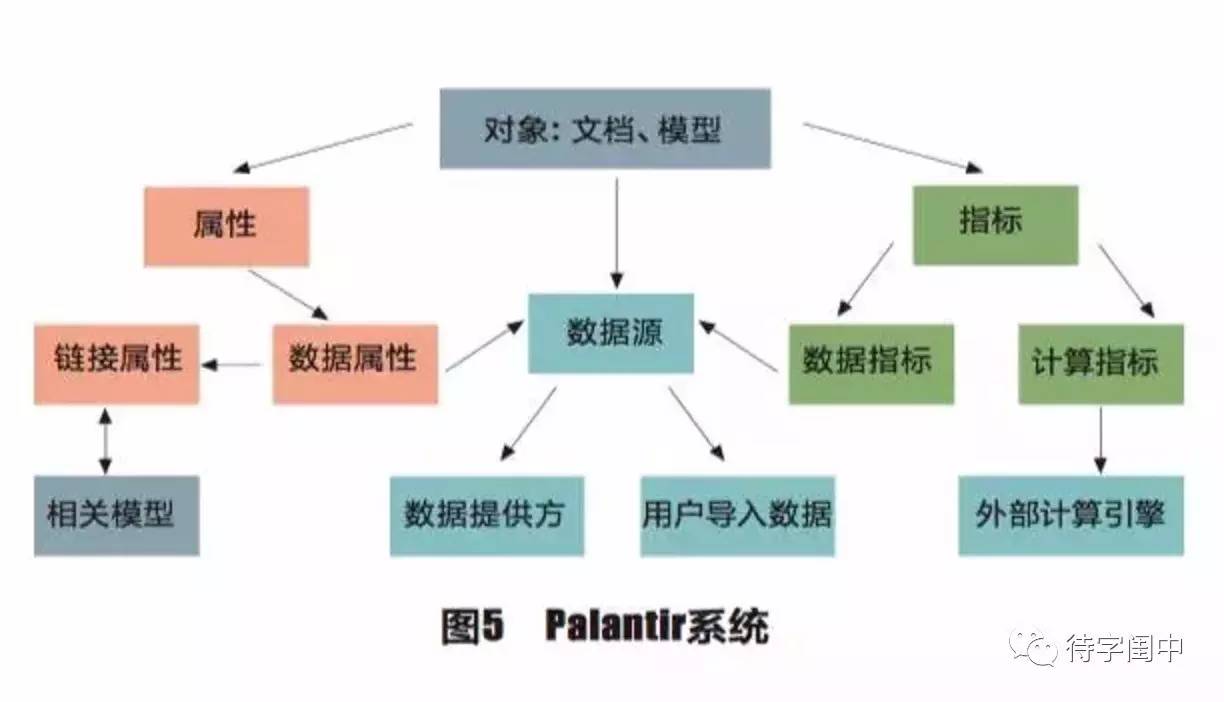 对象：文档、模型
属性
指标
数据源
链接属性
数据属性
数据指标
计算指标
相关模型
数据提供方
用户导入数据
外部计算引擎
图5 Palantir系统
待字闺中